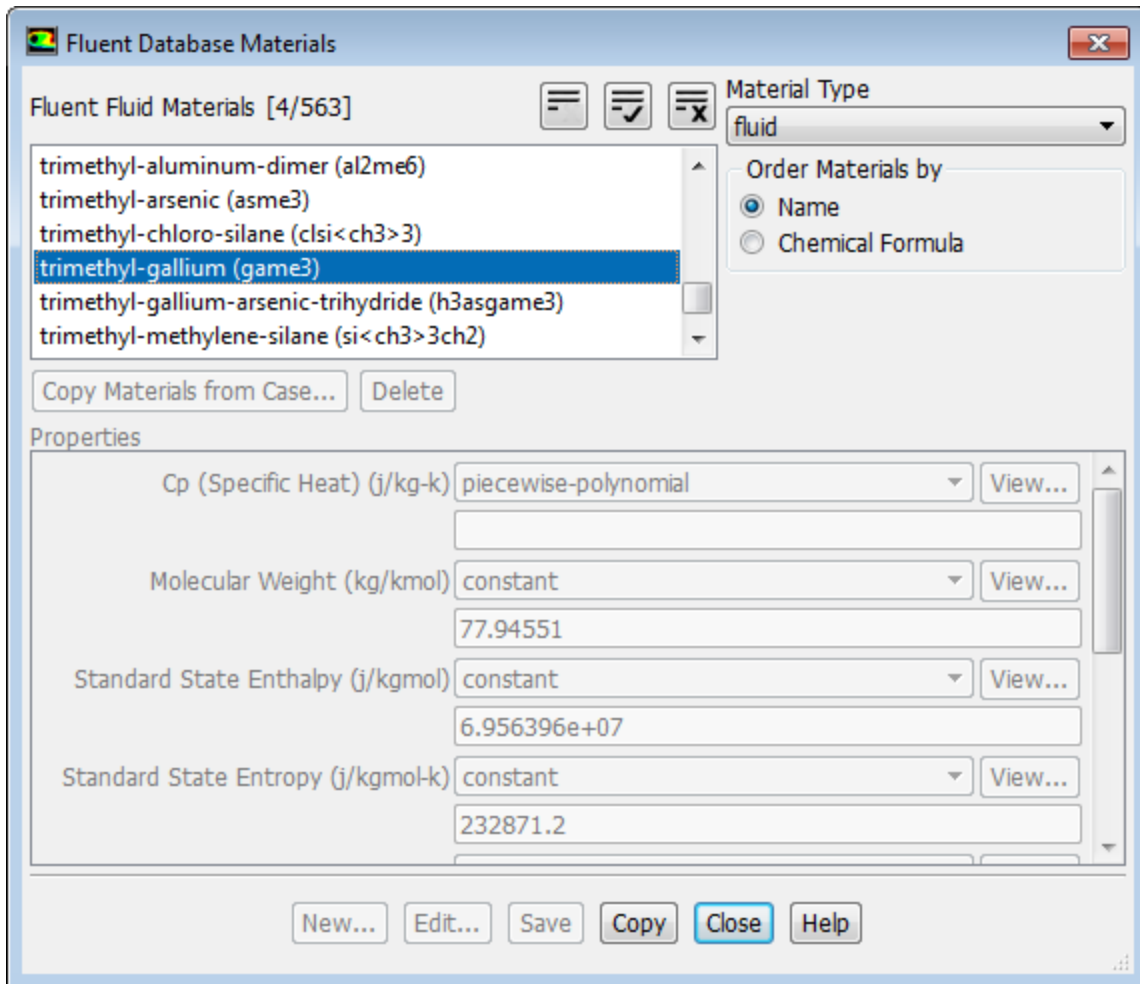 Fluent Database Materials
Fluent Fluid Materials [4/563]
Material Type
fluid
trimethyl-aluminum-dimer (al2me6)
trimethyl-arsenic (asme3)
trimethyl-chloro-silane (clsi<ch3>3)
trimethyl-gallium (game3)
trimethyl-gallium-arsenic-trihydride (h3asgame3)
trimethyl-methylene-silane (si<ch3>3ch2)
Order Materials by
Name
Chemical Formula
Copy Materials from Case... Delete
Properties
Cp (Specific Heat) (j/kg-k) piecewise-polynomial View...
Molecular Weight (kg/kmol) constant View...
77.94551
Standard State Enthalpy (j/kgmol) constant View...
6.956396e+07
Standard State Entropy (j/kgmol-k) constant View...
232871.2
New... Edit... Save Copy Close Help